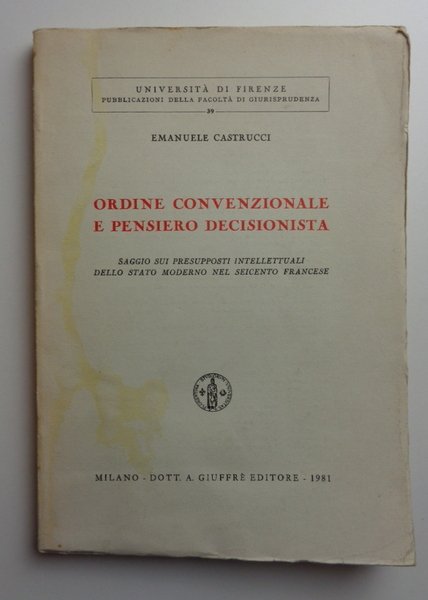 UNIVERSITÀ DI FIRENZE
PUBBLICAZIONI DELLA FACOLTÀ DI GIURISPRUDENZA
39
EMANUELE CASTRUCCI
ORDINE CONVENZIONALE
E PENSIERO DECISIONISTA
SAGGIO SUI PRESUPPOSTI INTELLETTUALI
DELLO STATO MODERNO NEL SEICENTO FRANCESE
MILANO - DOTT. A. GIUFFRÈ EDITORE - 1981